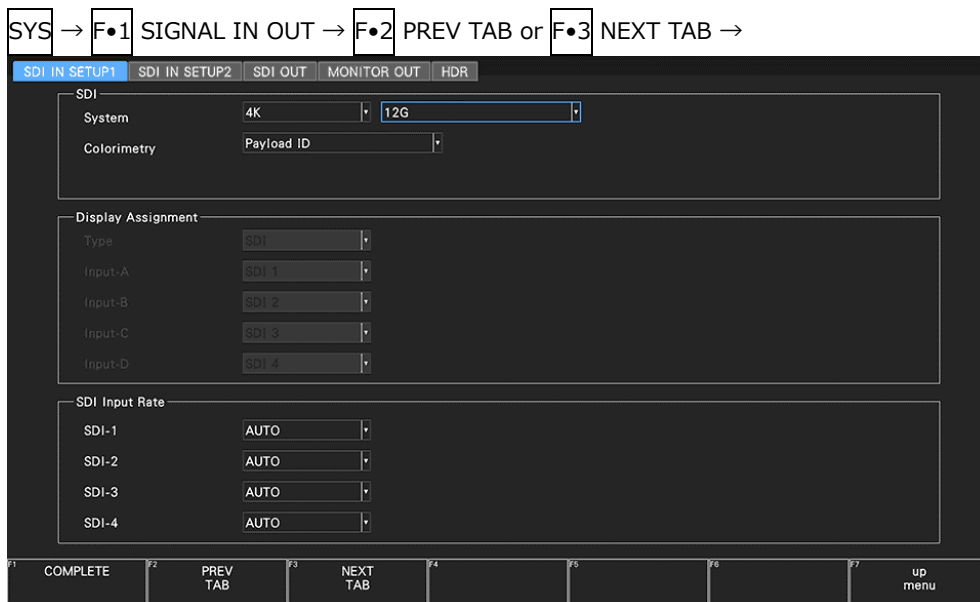 SYS → F•1 SIGNAL IN OUT → F•2 PREV TAB or F•3 NEXT TAB →
SDI IN SETUP1 SDI IN SETUP2 SDI OUT MONITOR OUT HDR
SDI
System 4K 12G
Colorimetry Payload ID
Display Assignment
Type SDI
Input-A SDI 1
Input-B SDI 2
Input-C SDI 3
Input-D SDI 4
SDI Input Rate
SDI-1 AUTO
SDI-2 AUTO
SDI-3 AUTO
SDI-4 AUTO
F1 COMPLETE F2 PREV F3 NEXT F4 F5 F6 F7 up
TAB TAB menu